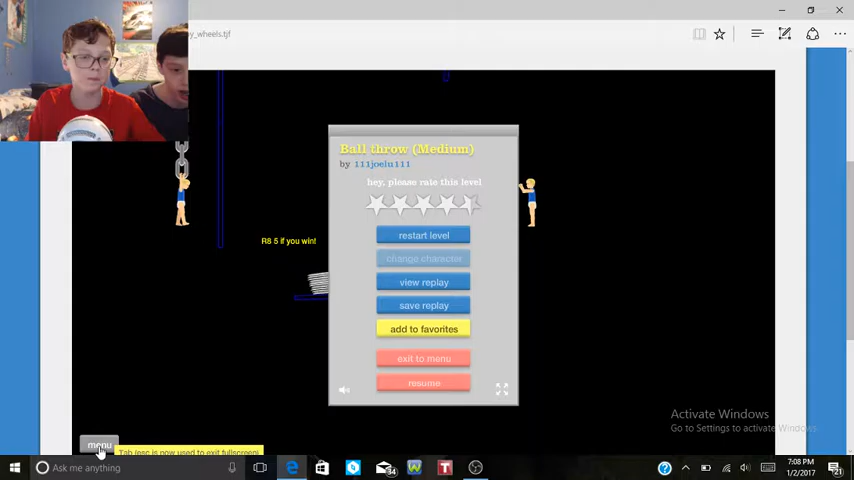 y_wheels.tjf
Ball throw (Medium)
by 111joelu111
hey, please rate this level
restart level
R8 5 if you win!
change character
view replay
save replay
add to favorites
exit to menu
resume
Activate Windows
Go to Settings to activate Windows.
menu
Tab (esc is now used to exit fullscreen)
Ask me anything
34
7:08 PM
1/2/2017
21